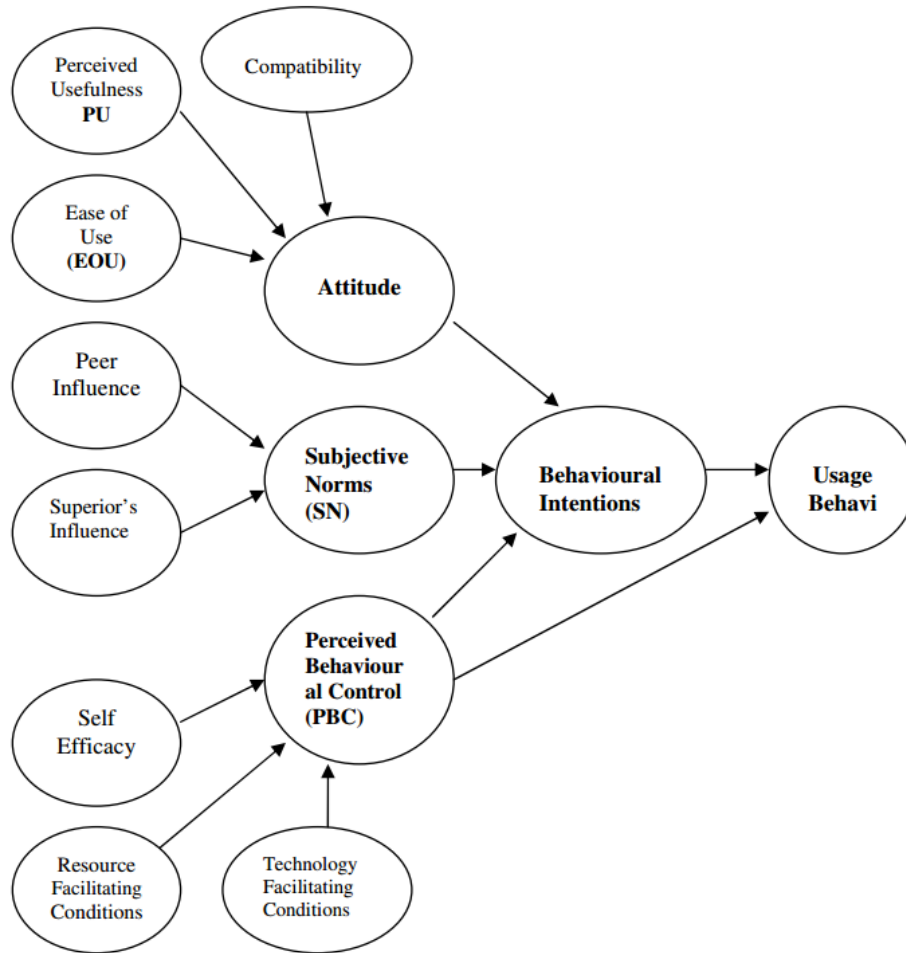 Perceived
Usefulness
PU
Compatibility
Ease of
Use
(EOU)
Attitude
Peer
Influence
Subjective
Norms
(SN)
Behavioural
Intentions
Usage
Behavi
Superior's
Influence
Perceived
Behaviour
al Control
(PBC)
Self
Efficacy
Resource
Facilitating
Conditions
Technology
Facilitating
Conditions